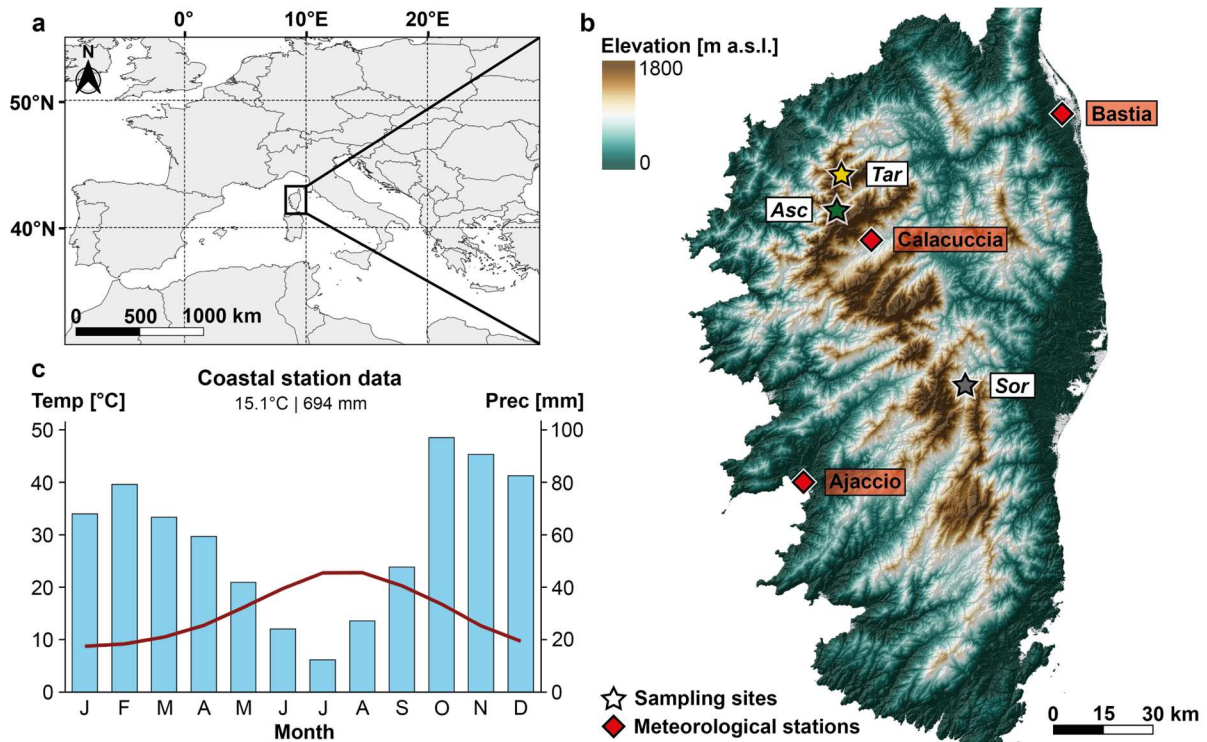 a
0° 10°E 20°E
N
50°N
40°N
0 500 1000 km
b
Elevation [m a.s.l.]
1800
0
Bastia
Tar
Asc
Calacuccia
Sor
Ajaccio
Sampling sites
Meteorological stations
0 15 30 km
c
Coastal station data
Temp [°C] 15.1°C | 694 mm Prec [mm]
50 100
40 80
30 60
20 40
10 20
0 0
J F M A M J J A S O N D
Month